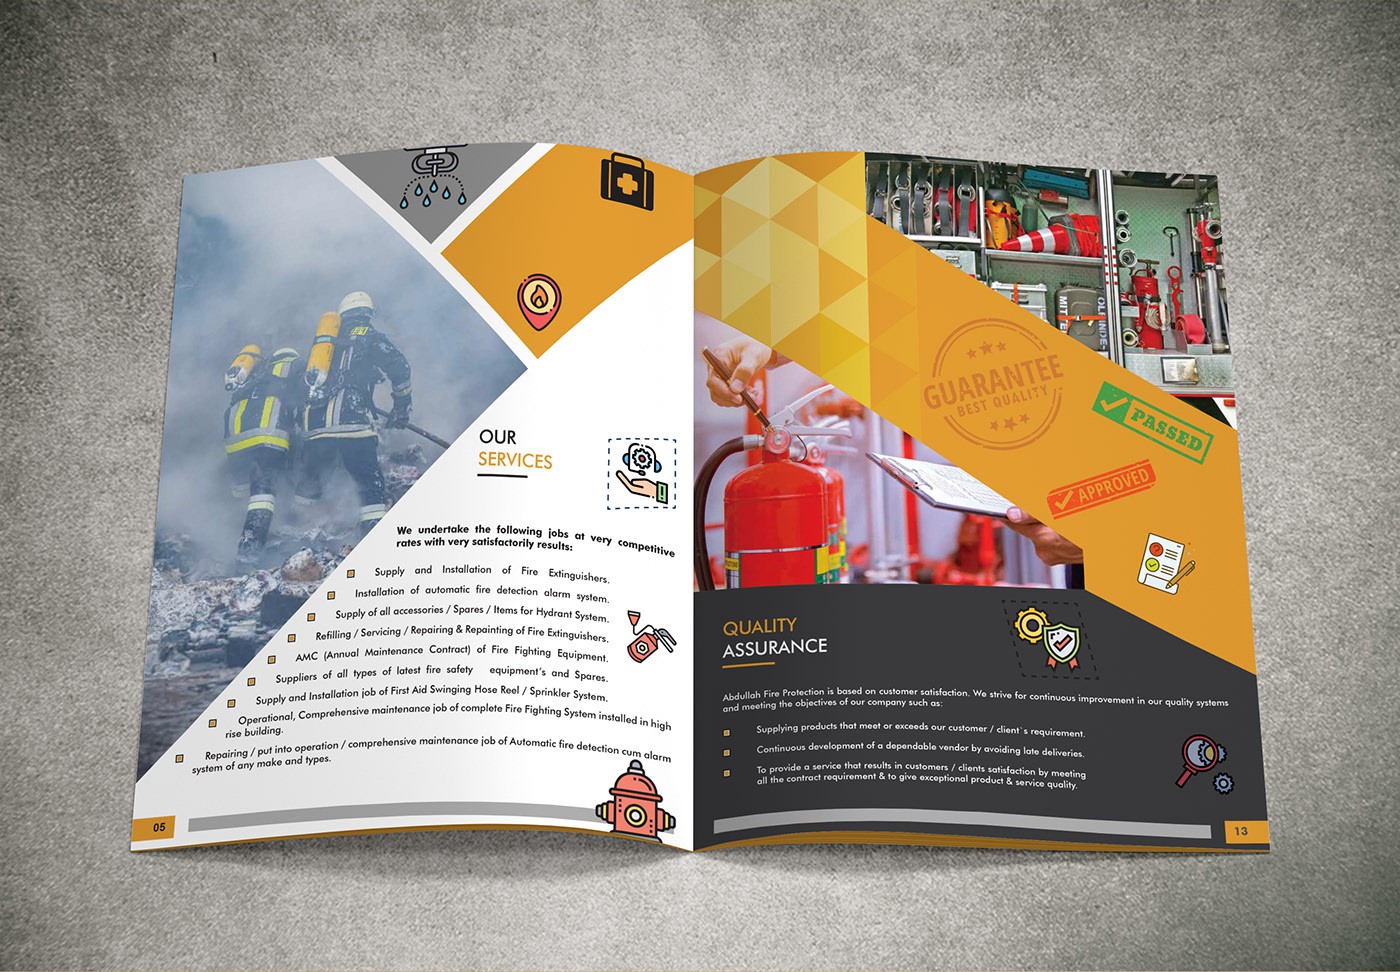 OUR
SERVICES
We undertake the following jobs at very competitive
rates with very satisfactorily results:
Supply and Installation of Fire Extinguishers.
Installation of automatic fire detection alarm system.
Supply of all accessories / Spares / Items for Hydrant System.
Refilling / Servicing / Repairing & Repainting of Fire Extinguishers.
AMC (Annual Maintenance Contract) of Fire Fighting Equipment.
Suppliers of all types of latest fire safety equipment's and Spares.
Supply and Installation job of First Aid Swinging Hose Reel / Sprinkler System.
Operational, Comprehensive maintenance job of complete Fire Fighting System installed in high
rise building.
Repairing / put into operation / comprehensive maintenance job of Automatic fire detection cum alarm
system of any make and types.
05
GUARANTEE
BEST QUALITY
PASSED
APPROVED
QUALITY
ASSURANCE
Abdullah Fire Protection is based on customer satisfaction. We strive for continuous improvement in our quality systems
and meeting the objectives of our company such as:
Supplying products that meet or exceeds our customer / client`s requirement.
Continuous development of a dependable vendor by avoiding late deliveries.
To provide a service that results in customers / clients satisfaction by meeting
all the contract requirement & to give exceptional product & service quality.
13